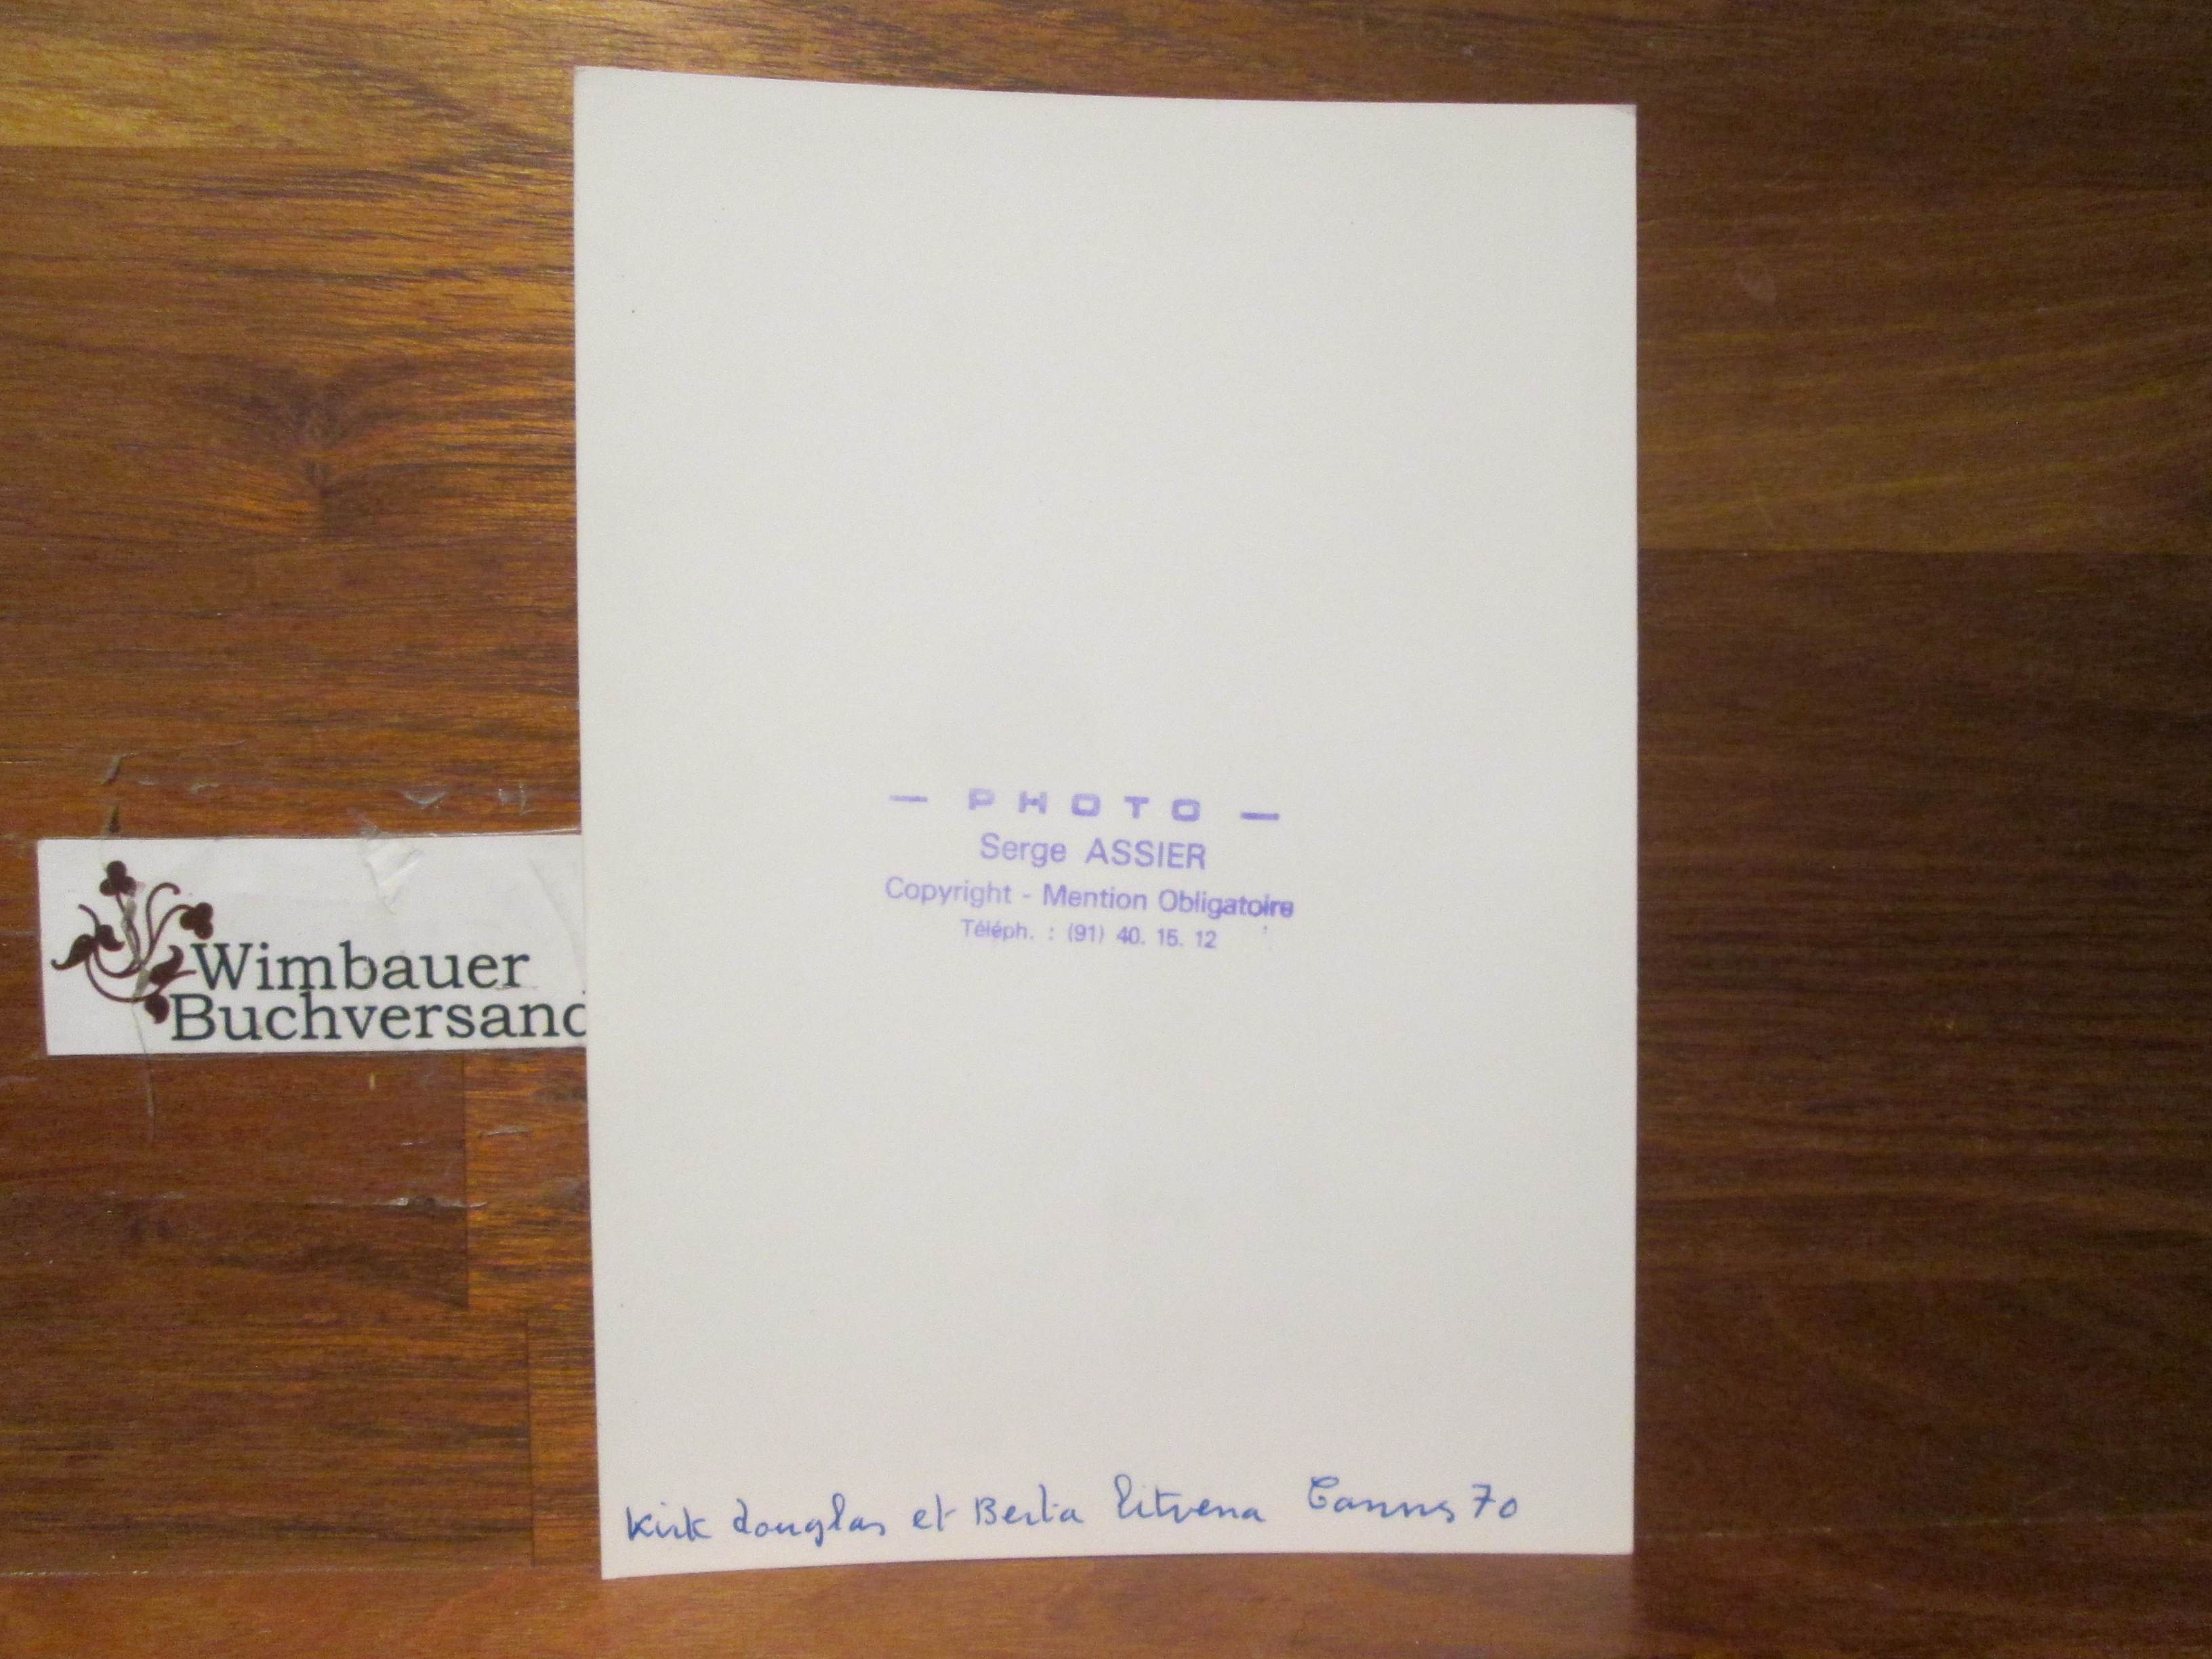 — PHOTO —
Serge ASSIER
Copyright - Mention Obligatoire
Téléph. : (91) 40. 15. 12
Wimbauer
Buchversand
Kirk douglas et Berta Litvena Cannes 70